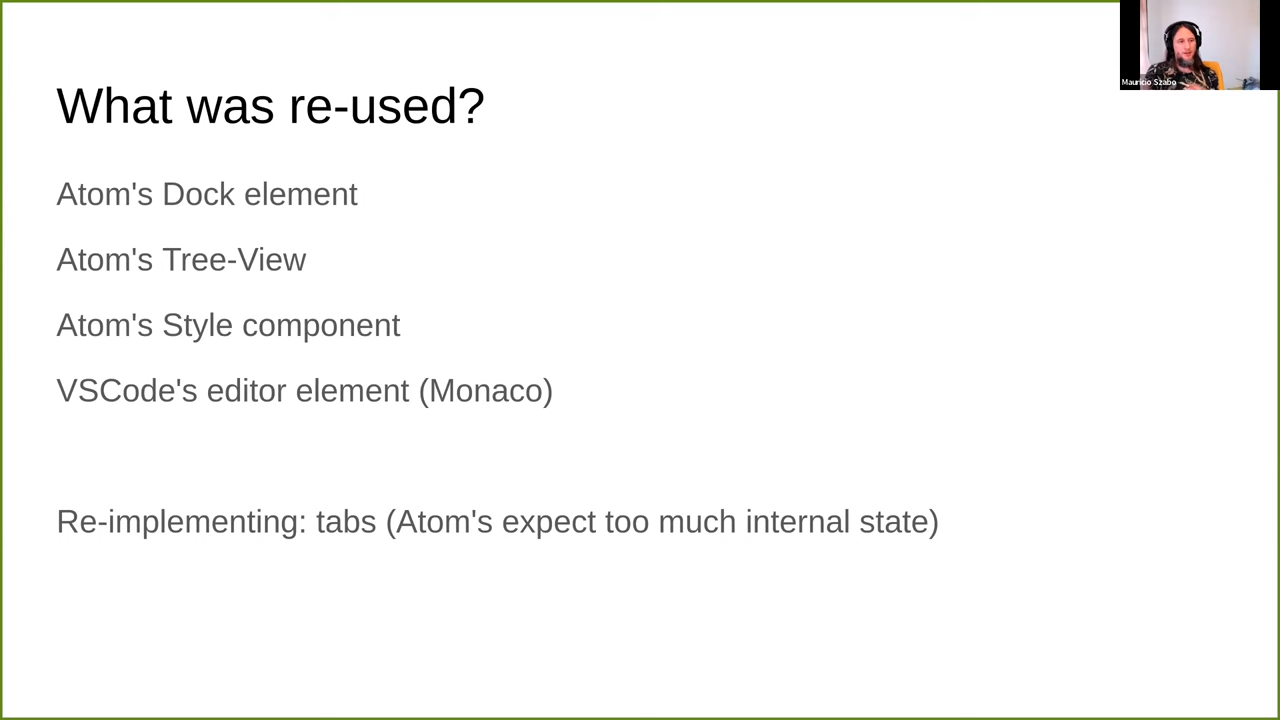 What was re-used?
Atom's Dock element
Atom's Tree-View
Atom's Style component
VSCode's editor element (Monaco)
Re-implementing: tabs (Atom's expect too much internal state)
Mauricio Szabo